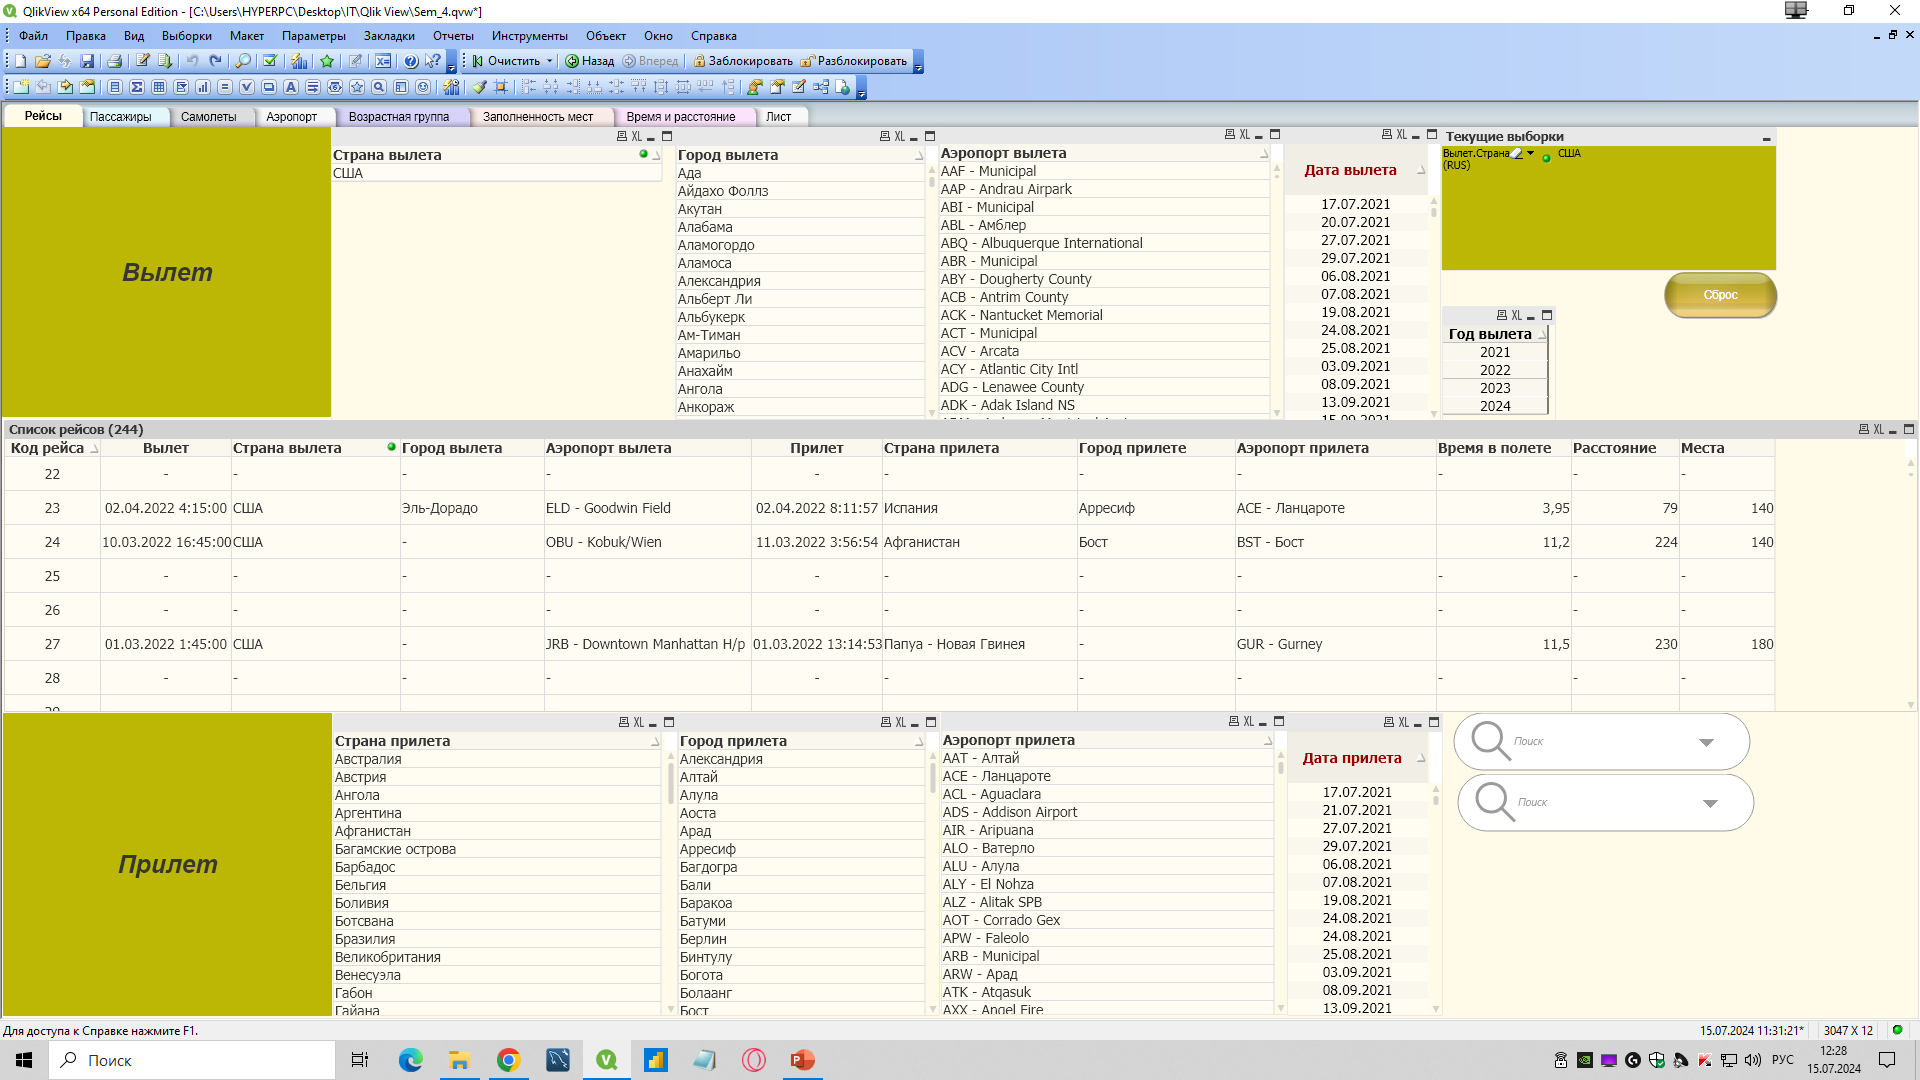 QlikView x64 Personal Edition - [C:\Users\HYPERPC\Desktop\IT\Qlik View\Sem_4.qvw*]
Файл Правка Вид Выборки Макет Параметры Закладки Отчеты Инструменты Объект Окно Справка
Очистить Назад Вперед Заблокировать Разблокировать
Рейсы Пассажиры Самолеты Аэропорт Возрастная группа Заполненность мест Время и расстояние Лист
Вылет
XL
Страна вылета
США
XL
Город вылета
Ада
Айдахо Фоллз
Акутан
Алабама
Аламогордо
Аламоса
Александрия
Альберт Ли
Альбукерк
Ам-Тиман
Амарильо
Анахайм
Ангола
Анкораж
XL
Аэропорт вылета
AAF - Municipal
AAP - Andrau Airpark
ABI - Municipal
ABL - Амблер
ABQ - Albuquerque International
ABR - Municipal
ABY - Dougherty County
ACB - Antrim County
ACK - Nantucket Memorial
ACT - Municipal
ACV - Arcata
ACY - Atlantic City Intl
ADG - Lenawee County
ADK - Adak Island NS
XL
Дата вылета
17.07.2021
20.07.2021
27.07.2021
29.07.2021
06.08.2021
07.08.2021
19.08.2021
24.08.2021
25.08.2021
03.09.2021
08.09.2021
13.09.2021
15.09.2021
Текущие выборки
Вылет.Страна США
(RUS)
Сброс
XL
Год вылета
2021
2022
2023
2024
Список рейсов (244) XL
Код рейса Вылет Страна вылета Город вылета Аэропорт вылета Прилет Страна прилета Город прилете Аэропорт прилета Время в полете Расстояние Места
22 - - - - - - - - - - -
23 02.04.2022 4:15:00 США Эль-Дорадо ELD - Goodwin Field 02.04.2022 8:11:57 Испания Арресиф ACE - Ланцароте 3,95 79 140
24 10.03.2022 16:45:00 США - OBU - Kobuk/Wien 11.03.2022 3:56:54 Афганистан Бост BST - Бост 11,2 224 140
25 - - - - - - - - - - -
26 - - - - - - - - - - -
27 01.03.2022 1:45:00 США - JRB - Downtown Manhattan H/p 01.03.2022 13:14:53 Папуа - Новая Гвинея - GUR - Gurney 11,5 230 180
28 - - - - - - - - - - -
29
Прилет
XL
Страна прилета
Австралия
Австрия
Ангола
Аргентина
Афганистан
Багамские острова
Барбадос
Бельгия
Боливия
Ботсвана
Бразилия
Великобритания
Венесуэла
Габон
Гайана
XL
Город прилета
Александрия
Алтай
Алула
Аоста
Арад
Арресиф
Багдогра
Бали
Баракоа
Батуми
Берлин
Бинтулу
Богота
Болаанг
Бост
XL
Аэропорт прилета
AAT - Алтай
ACE - Ланцароте
ACL - Aguaclara
ADS - Addison Airport
AIR - Aripuana
ALO - Ватерло
ALU - Алула
ALY - El Nohza
ALZ - Alitak SPB
AOT - Corrado Gex
APW - Faleolo
ARB - Municipal
ARW - Арад
ATK - Atqasuk
AXX - Angel Fire
XL
Дата прилета
17.07.2021
21.07.2021
27.07.2021
29.07.2021
06.08.2021
07.08.2021
19.08.2021
24.08.2021
24.08.2021
25.08.2021
03.09.2021
08.09.2021
13.09.2021
Поиск
Поиск
Для доступа к Справке нажмите F1. 15.07.2024 11:31:21* 3047 X 12
Поиск
РУС
12:28
15.07.2024